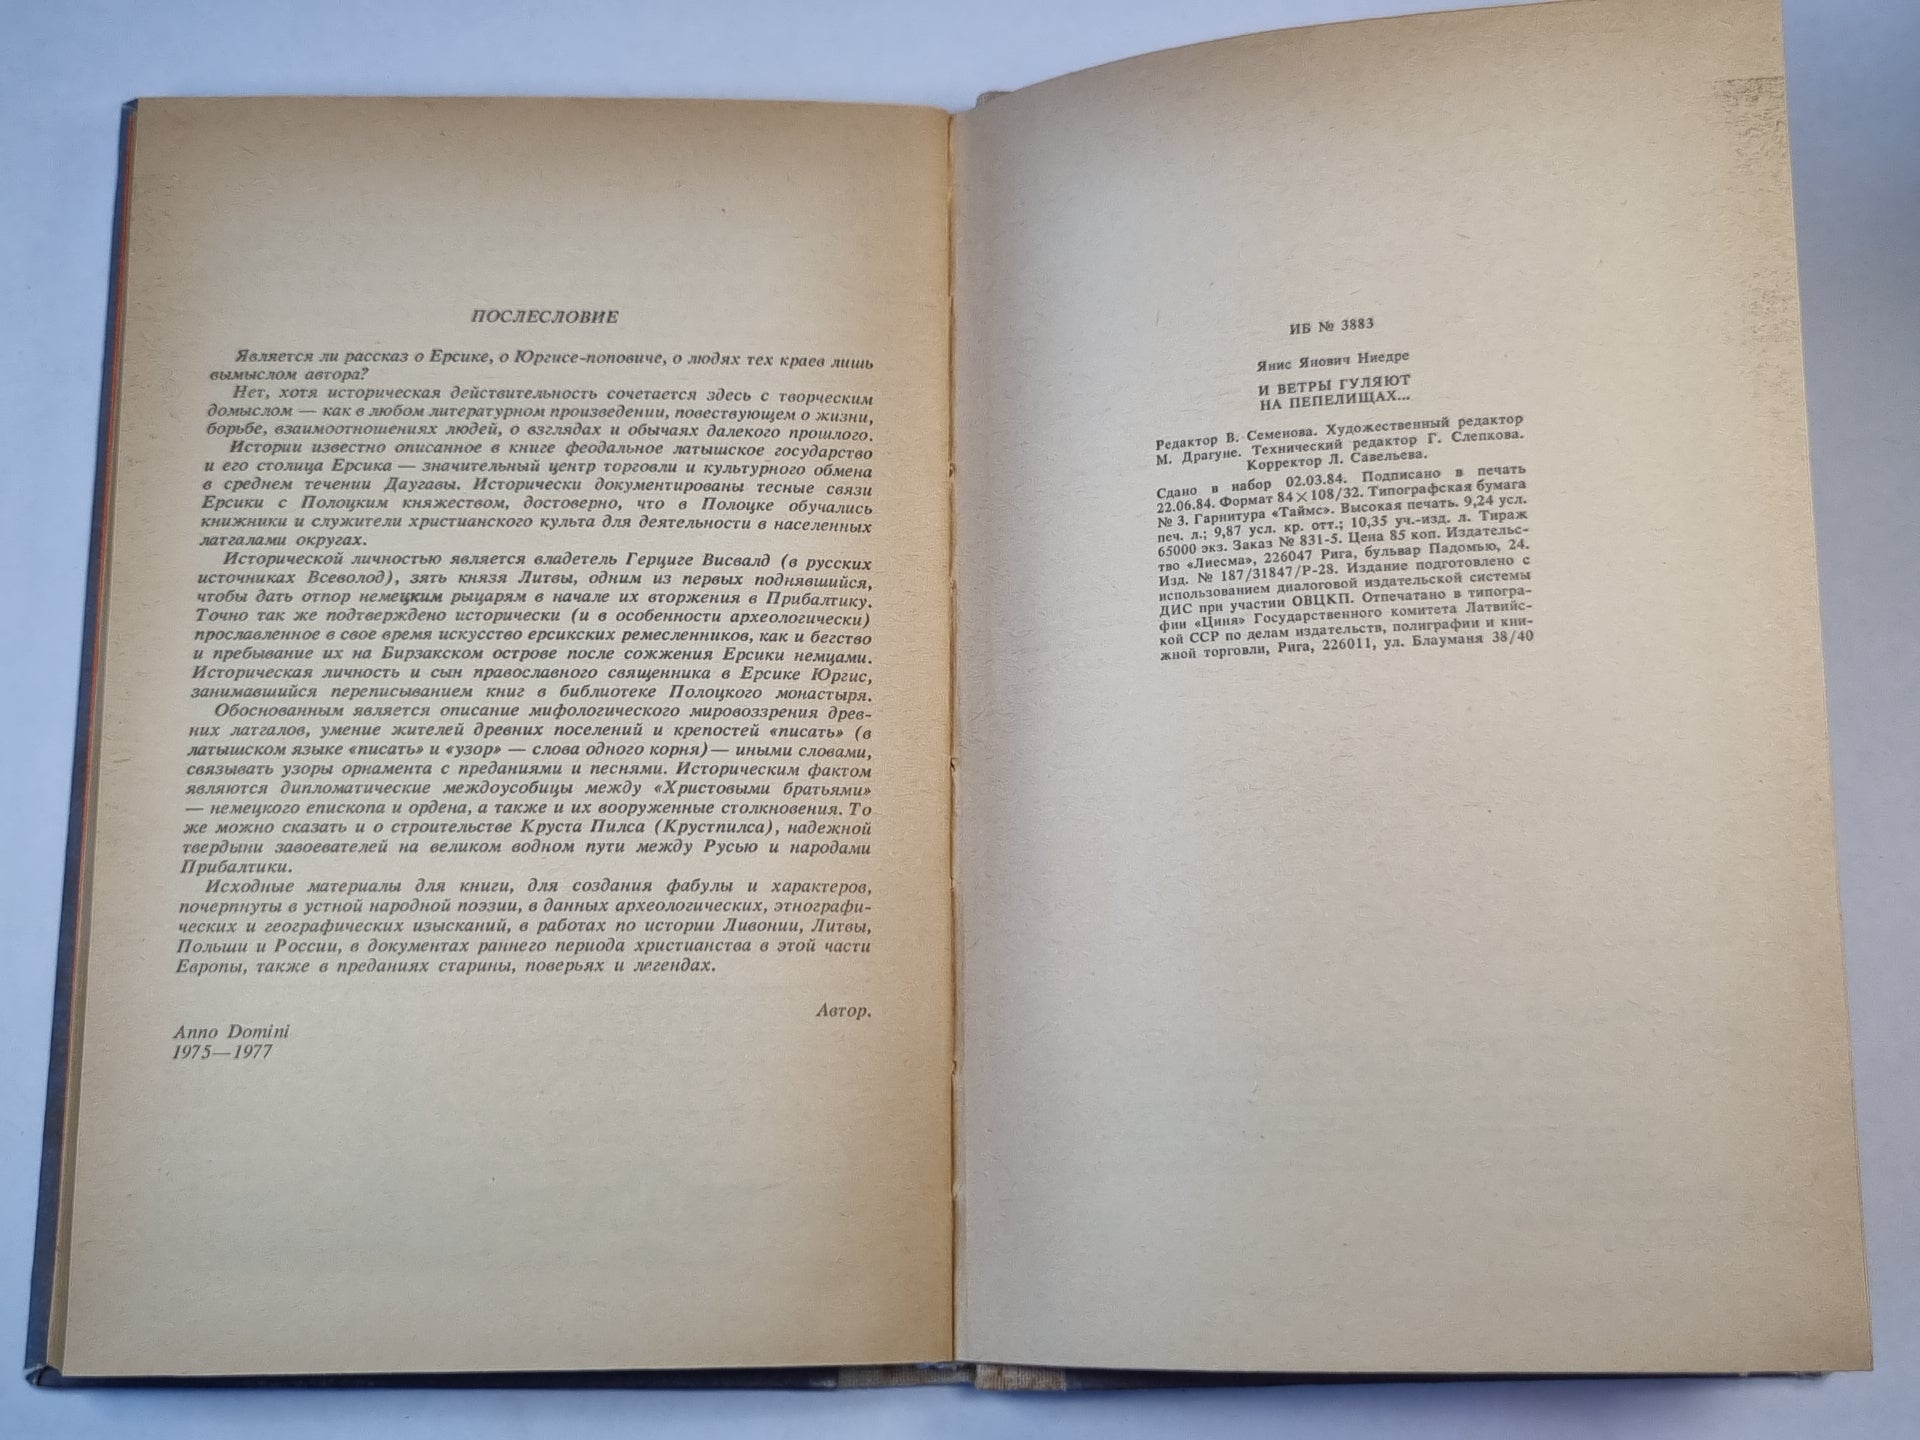 ПОСЛЕСЛОВИЕ
Является ли рассказ о Ерсике, о Юргисе-поповиче, о людях тех краев лишь
вымыслом автора?
Нет, хотя историческая действительность сочетается здесь с творческим
домыслом — как в любом литературном произведении, повествующем о жизни,
борьбе, взаимоотношениях людей, о взглядах и обычаях далекого прошлого.
Истории известно описанное в книге феодальное латышское государство
и его столица Ерсика — значительный центр торговли и культурного обмена
в среднем течении Даугавы. Исторически документированы тесные связи
Ерсики с Полоцким княжеством, достоверно, что в Полоцке обучались
книжники и служители христианского культа для деятельности в населенных
латгалами округах.
Исторической личностью является владетель Герциге Висвалд (в русских
источниках Всеволод), зять князя Литвы, одним из первых поднявшийся,
чтобы дать отпор немецким рыцарям в начале их вторжения в Прибалтику.
Точно так же подтверждено исторически (и в особенности археологически)
прославленное в свое время искусство ерсикских ремесленников, как и бегство
и пребывание их на Бирзакском острове после сожжения Ерсики немцами.
Историческая личность и сын православного священника в Ерсике Юргис,
занимавшийся переписыванием книг в библиотеке Полоцкого монастыря.
Обоснованным является описание мифологического мировоззрения древ-
них латгалов, умение жителей древних поселений и крепостей «писать» (в
латышском языке «писать» и «узор» — слова одного корня)— иными словами,
связывать узоры орнамента с преданиями и песнями. Историческим фактом
являются дипломатические междоусобицы между «Христовыми братьями»
— немецкого епископа и ордена, а также и их вооруженные столкновения. То
же можно сказать и о строительстве Круста Пилса (Крустпилса), надежной
твердыни завоевателей на великом водном пути между Русью и народами
Прибалтики.
Исходные материалы для книги, для создания фабулы и характеров,
почерпнуты в устной народной поэзии, в данных археологических, этнографи-
ческих и географических изысканий, в работах по истории Ливонии, Литвы,
Польши и России, в документах раннего периода христианства в этой части
Европы, также в преданиях старины, поверьях и легендах.
Автор.
Anno Domini
1975—1977
ИБ № 3883
Янис Янович Ниедре
И ВЕТРЫ ГУЛЯЮТ
НА ПЕПЕЛИЩАХ...
Редактор В. Семенова. Художественный редактор
М. Драгуне. Технический редактор Г. Слепкова.
Корректор Л. Савельева.
Сдано в набор 02.03.84. Подписано в печать
22.06.84. Формат 84×108/32. Типографская бумага
№ 3. Гарнитура «Таймс». Высокая печать. 9,24 усл.
печ. л.; 9,87 усл. кр. отт.; 10,35 уч.-изд. л. Тираж
65000 экз. Заказ № 831-5. Цена 85 коп. Издательс-
тво «Лиесма», 226047 Рига, бульвар Падомью, 24.
Изд. № 187/31847/Р-28. Издание подготовлено с
использованием диалоговой издательской системы
ДИС при участии ОВЦКП. Отпечатано в типогра-
фии «Циня» Государственного комитета Латвийс-
кой ССР по делам издательств, полиграфии и кни-
жной торговли, Рига, 226011, ул. Блауманя 38/40